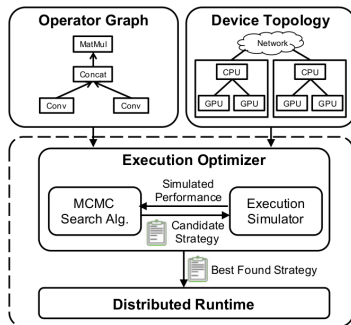 Operator Graph
MatMul
Concat
Conv
Conv
Device Topology
Network
CPU
CPU
GPU
GPU
GPU
GPU
Execution Optimizer
MCMC
Search Alg.
Simulated
Performance
Candidate
Strategy
Execution
Simulator
Best Found Strategy
Distributed Runtime